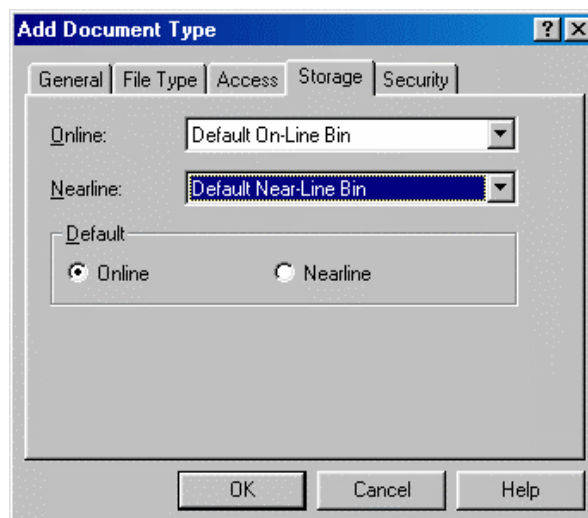 Add Document Type ? X
General File Type Access Storage Security
Online: Default On-Line Bin
Nearline: Default Near-Line Bin
Default
Online Nearline
OK Cancel Help